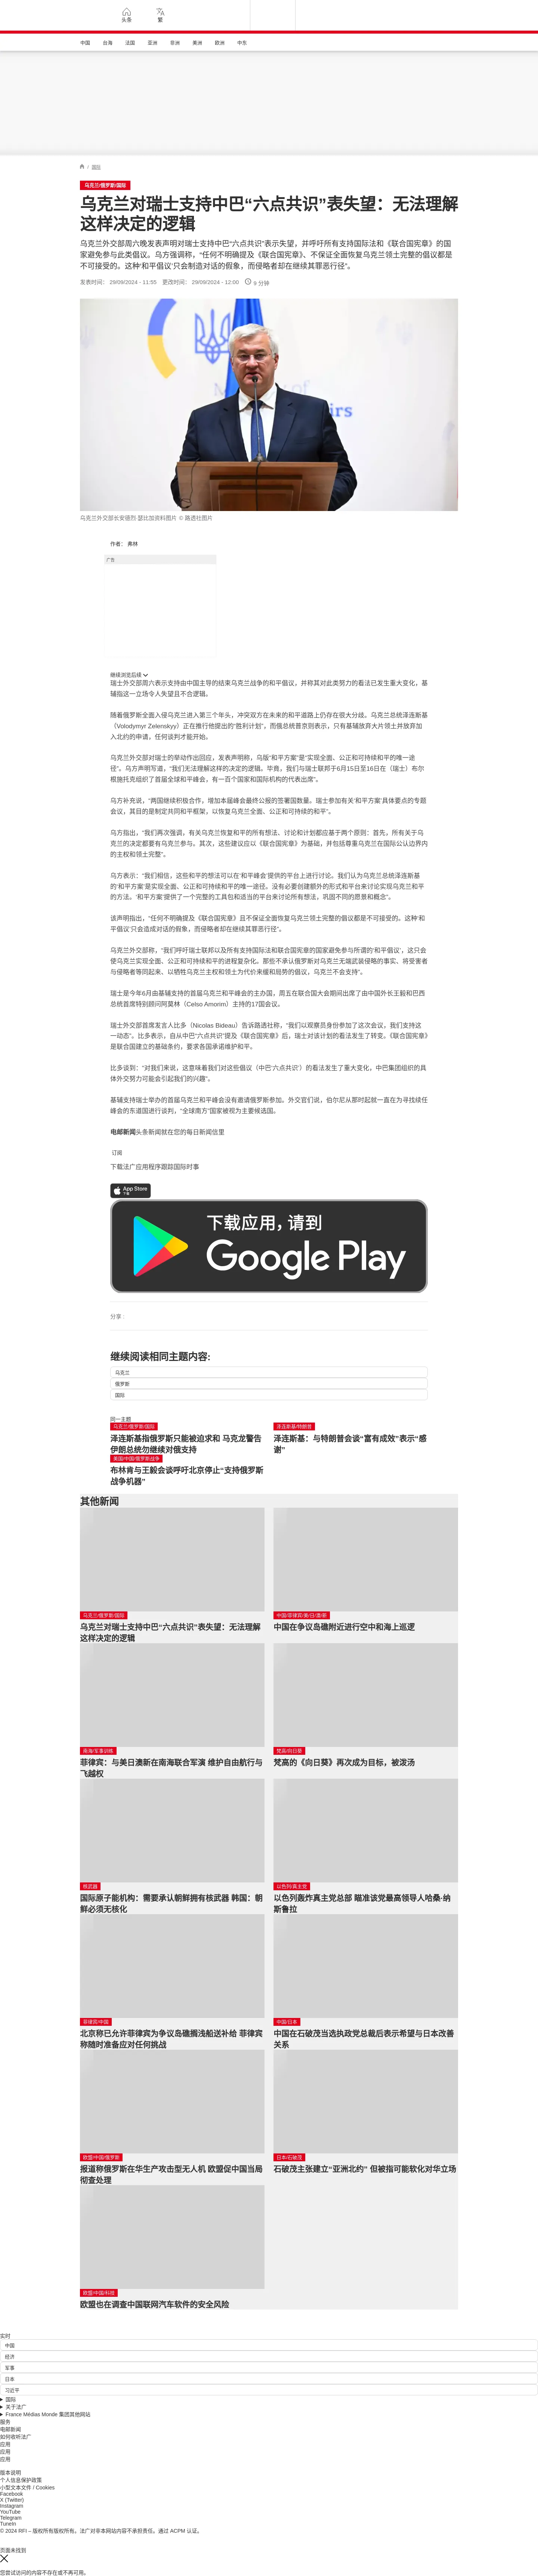 头条
繁
中国 台海 法国 亚洲 非洲 美洲 欧洲 中东
/ 国际
乌克兰/俄罗斯/国际
乌克兰对瑞士支持中巴“六点共识”表失望：无法理解
这样决定的逻辑
乌克兰外交部周六晚发表声明对瑞士支持中巴“六点共识”表示失望，并呼吁所有支持国际法和《联合国宪章》的国
家避免参与此类倡议。乌方强调称，“任何不明确提及《联合国宪章》、不保证全面恢复乌克兰领土完整的倡议都是
不可接受的。这种‘和平倡议’只会制造对话的假象，而侵略者却在继续其罪恶行径”。
发表时间： 29/09/2024 - 11:55 更改时间： 29/09/2024 - 12:00 9 分钟
乌克兰外交部长安德烈·瑟比加资料图片 © 路透社图片
作者： 弗林
广告
继续浏览后续
瑞士外交部周六表示支持由中国主导的结束乌克兰战争的和平倡议，并称其对此类努力的看法已发生重大变化，基
辅指这一立场令人失望且不合逻辑。
随着俄罗斯全面入侵乌克兰进入第三个年头，冲突双方在未来的和平道路上仍存在很大分歧。乌克兰总统泽连斯基
（Volodymyr Zelenskyy）正在推行他提出的“胜利计划”，而俄总统普京则表示，只有基辅放弃大片领土并放弃加
入北约的申请，任何谈判才能开始。
乌克兰外交部对瑞士的举动作出回应，发表声明称，乌版“和平方案”是“实现全面、公正和可持续和平的唯一途
径”。乌方声明写道，“我们无法理解这样的决定的逻辑。毕竟，我们与瑞士联邦于6月15日至16日在（瑞士）布尔
根施托克组织了首届全球和平峰会，有一百个国家和国际机构的代表出席”。
乌方补充说，“两国继续积极合作，增加本届峰会最终公报的签署国数量。瑞士参加有关‘和平方案’具体要点的专题
会议，其目的是制定共同和平框架，以恢复乌克兰全面、公正和可持续的和平”。
乌方指出，“我们再次强调，有关乌克兰恢复和平的所有想法、讨论和计划都应基于两个原则：首先，所有关于乌
克兰的决定都要有乌克兰参与。其次，这些建议应以《联合国宪章》为基础，并包括尊重乌克兰在国际公认边界内
的主权和领土完整”。
乌方表示：“我们相信，这些和平的想法可以在‘和平峰会’提供的平台上进行讨论。我们认为乌克兰总统泽连斯基
的‘和平方案’是实现全面、公正和可持续和平的唯一途径。没有必要创建额外的形式和平台来讨论实现乌克兰和平
的方法。‘和平方案’提供了一个完整的工具包和适当的平台来讨论所有想法，巩固不同的愿景和概念”。
该声明指出，“任何不明确提及《联合国宪章》且不保证全面恢复乌克兰领土完整的倡议都是不可接受的。这种‘和
平倡议’只会造成对话的假象，而侵略者却在继续其罪恶行径”。
乌克兰外交部称，“我们呼吁瑞士联邦以及所有支持国际法和联合国宪章的国家避免参与所谓的‘和平倡议’，这只会
使乌克兰实现全面、公正和可持续和平的进程复杂化。那些不承认俄罗斯对乌克兰无端武装侵略的事实、将受害者
与侵略者等同起来、以牺牲乌克兰主权和领土为代价来缓和局势的倡议，乌克兰不会支持”。
瑞士是今年6月由基辅支持的首届乌克兰和平峰会的主办国，周五在联合国大会期间出席了由中国外长王毅和巴西
总统首席特别顾问阿莫林（Celso Amorim）主持的17国会议。
瑞士外交部首席发言人比多（Nicolas Bideau）告诉路透社称，“我们以观察员身份参加了这次会议，我们支持这
一动态”。比多表示，自从中巴“六点共识”提及《联合国宪章》后，瑞士对该计划的看法发生了转变。《联合国宪章》
是联合国建立的基础条约，要求各国承诺维护和平。
比多谈到：“对我们来说，这意味着我们对这些倡议（中巴‘六点共识’）的看法发生了重大变化，中巴集团组织的具
体外交努力可能会引起我们的兴趣”。
基辅支持瑞士举办的首届乌克兰和平峰会没有邀请俄罗斯参加。外交官们说，伯尔尼从那时起就一直在为寻找续任
峰会的东道国进行谈判，“全球南方”国家被视为主要候选国。
电邮新闻头条新闻就在您的每日新闻信里
订阅
下载法广应用程序跟踪国际时事
App Store
下载
下载应用，请到
Google Play
分享 :
继续阅读相同主题内容:
乌克兰
俄罗斯
国际
同一主题
乌克兰/俄罗斯/国际
泽连斯基指俄罗斯只能被迫求和 马克龙警告
伊朗总统勿继续对俄支持
泽连斯基/特朗普
泽连斯基：与特朗普会谈“富有成效”表示“感
谢”
美国/中国/俄罗斯战争
布林肯与王毅会谈呼吁北京停止“支持俄罗斯
战争机器”
其他新闻
乌克兰/俄罗斯/国际
乌克兰对瑞士支持中巴“六点共识”表失望：无法理解
这样决定的逻辑
中国/菲律宾/美/日/澳/新
中国在争议岛礁附近进行空中和海上巡逻
南海/军事训练
菲律宾：与美日澳新在南海联合军演 维护自由航行与
飞越权
梵高/向日葵
梵高的《向日葵》再次成为目标，被泼汤
核武器
国际原子能机构：需要承认朝鲜拥有核武器 韩国：朝
鲜必须无核化
以色列/真主党
以色列轰炸真主党总部 瞄准该党最高领导人哈桑·纳
斯鲁拉
菲律宾/中国
北京称已允许菲律宾为争议岛礁搁浅船送补给 菲律宾
称随时准备应对任何挑战
中国/日本
中国在石破茂当选执政党总裁后表示希望与日本改善
关系
欧盟/中国/俄罗斯
报道称俄罗斯在华生产攻击型无人机 欧盟促中国当局
彻查处理
日本/石破茂
石破茂主张建立“亚洲北约” 但被指可能软化对华立场
欧盟/中国/科技
欧盟也在调查中国联网汽车软件的安全风险
实时
中国
经济
军事
日本
习近平
国际
关于法广
France Médias Monde 集团其他网站
服务
电邮新闻
如何收听法广
应用
应用
应用
版本说明
个人信息保护政策
小型文本文件 / Cookies
Facebook
X (Twitter)
Instagram
YouTube
Telegram
TuneIn
© 2024 RFI – 版权所有版权所有。法广对非本网站内容不承担责任。通过 ACPM 认证。
页面未找到
您尝试访问的内容不存在或不再可用。